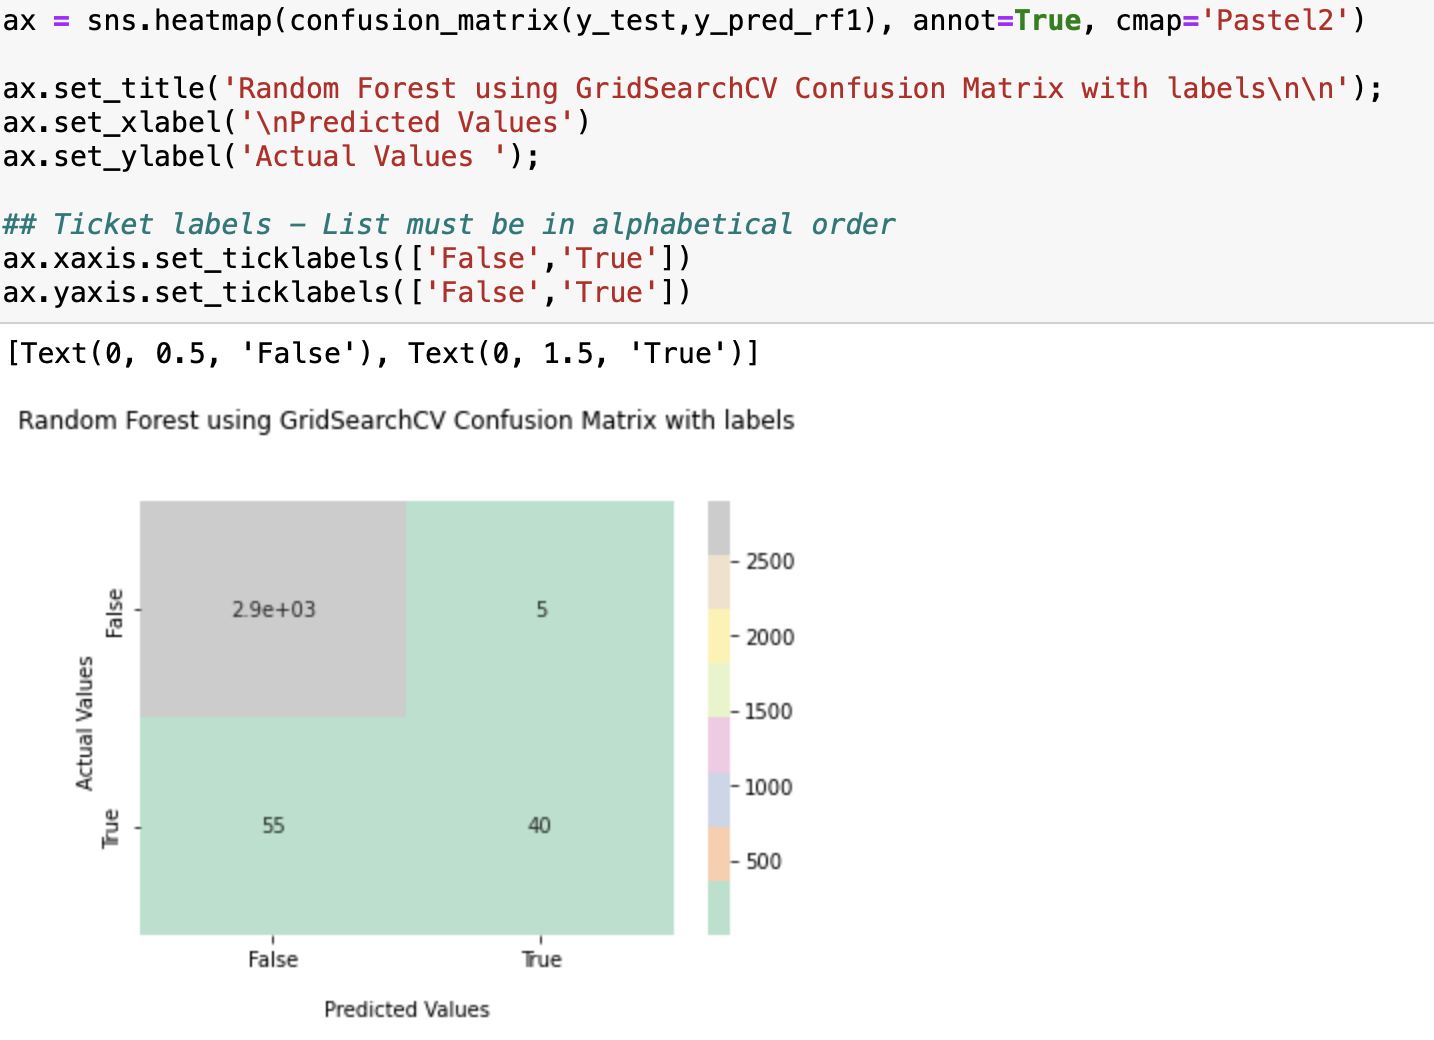 ax = sns.heatmap(confusion_matrix(y_test,y_pred_rf1), annot=True, cmap='Pastel2')
ax.set_title('Random Forest using GridSearchCV Confusion Matrix with labels\n\n');
ax.set_xlabel('\nPredicted Values')
ax.set_ylabel('Actual Values ');
## Ticket labels - List must be in alphabetical order
ax.xaxis.set_ticklabels(['False','True'])
ax.yaxis.set_ticklabels(['False','True'])
[Text(0, 0.5, 'False'), Text(0, 1.5, 'True')]
Random Forest using GridSearchCV Confusion Matrix with labels
Actual Values
False
True
2.9e+03
5
55
40
2500
2000
1500
1000
500
False
True
Predicted Values